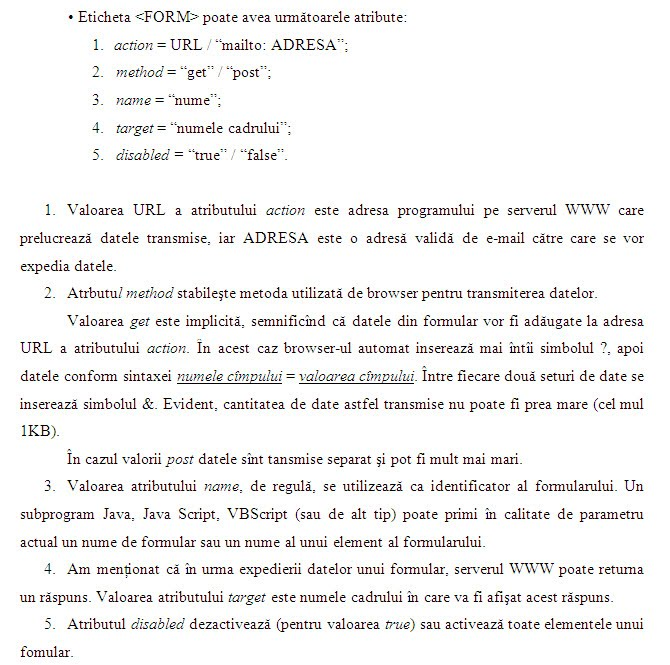 • Eticheta <FORM> poate avea următoarele atribute:
1. action = URL / “mailto: ADRESA”;
2. method = “get” / “post”;
3. name = “nume”;
4. target = “numele cadrului”;
5. disabled = “true” / “false”.
1. Valoarea URL a atributului action este adresa programului pe serverul WWW care
prelucrează datele transmise, iar ADRESA este o adresă validă de e-mail către care se vor
expedia datele.
2. Atrbutul method stabileşte metoda utilizată de browser pentru transmiterea datelor.
Valoarea get este implicită, semnificînd că datele din formular vor fi adăugate la adresa
URL a atributului action. În acest caz browser-ul automat inserează mai întîi simbolul ?, apoi
datele conform sintaxei numele cîmpului = valoarea cîmpului. Între fiecare două seturi de date se
inserează simbolul &. Evident, cantitatea de date astfel transmise nu poate fi prea mare (cel mul
1KB).
În cazul valorii post datele sînt tansmise separat şi pot fi mult mai mari.
3. Valoarea atributului name, de regulă, se utilizează ca identificator al formularului. Un
subprogram Java, Java Script, VBScript (sau de alt tip) poate primi în calitate de parametru
actual un nume de formular sau un nume al unui element al formularului.
4. Am menţionat că în urma expedierii datelor unui formular, serverul WWW poate returna
un răspuns. Valoarea atributului target este numele cadrului în care va fi afişat acest răspuns.
5. Atributul disabled dezactivează (pentru valoarea true) sau activează toate elementele unui
fomular.